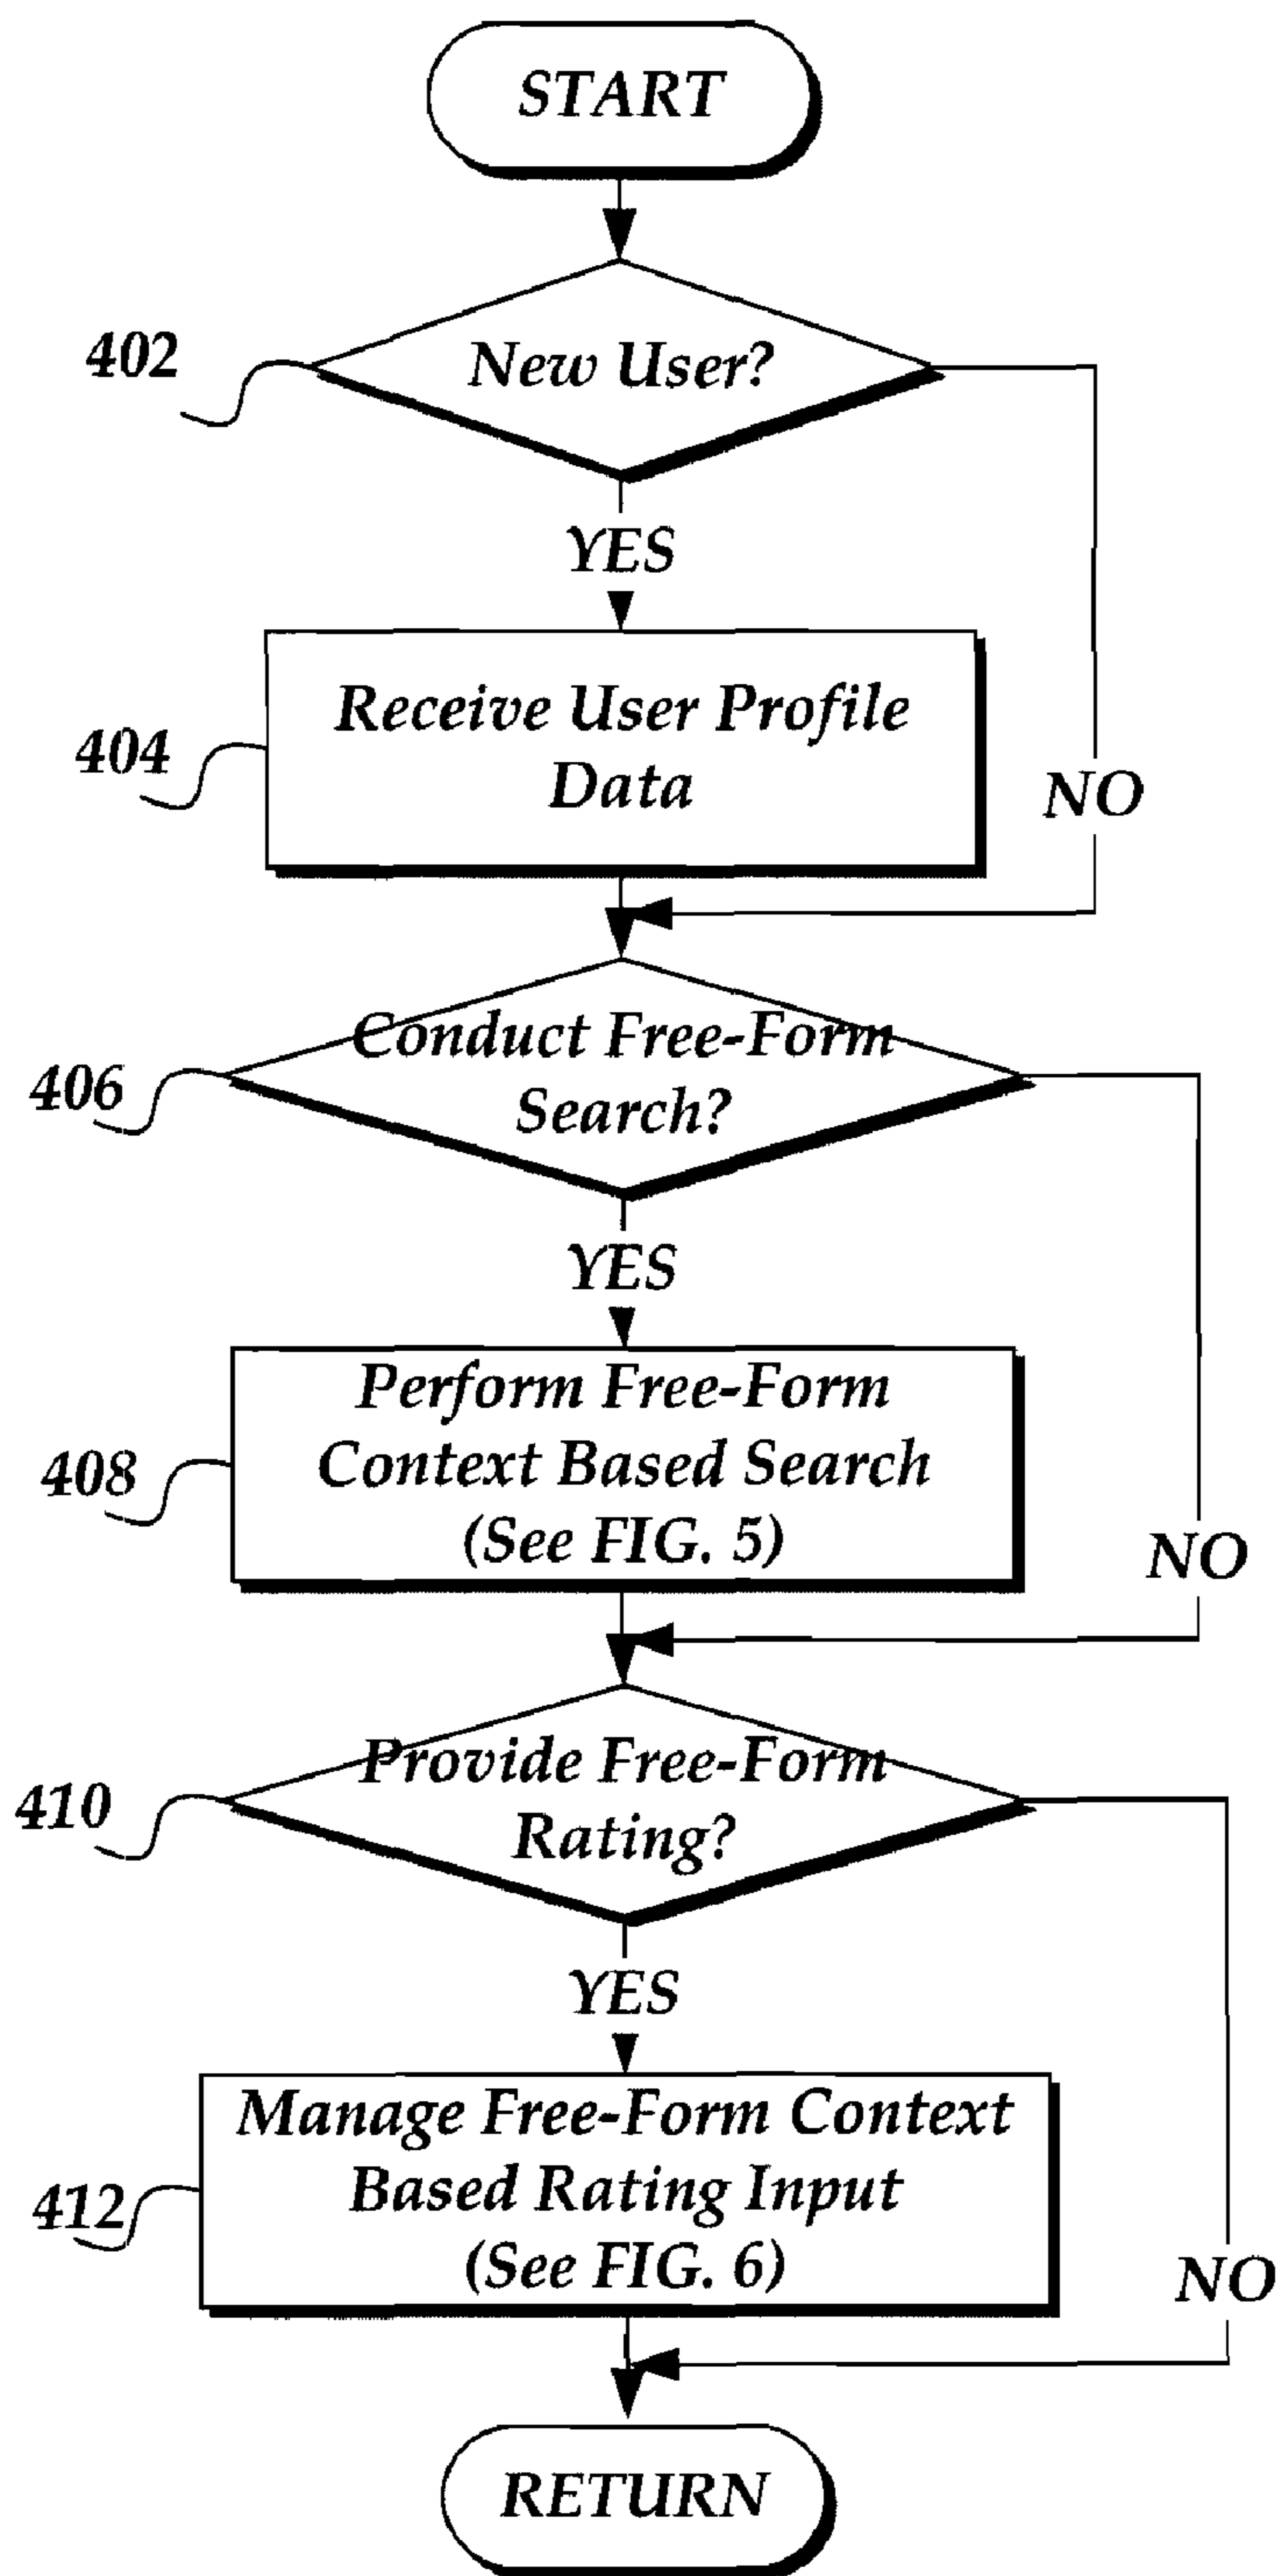 START
402
New User?
YES
404
Receive User Profile
Data
NO
406
Conduct Free-Form
Search?
YES
408
Perform Free-Form
Context Based Search
(See FIG. 5)
NO
410
Provide Free-Form
Rating?
YES
412
Manage Free-Form Context
Based Rating Input
(See FIG. 6)
NO
RETURN